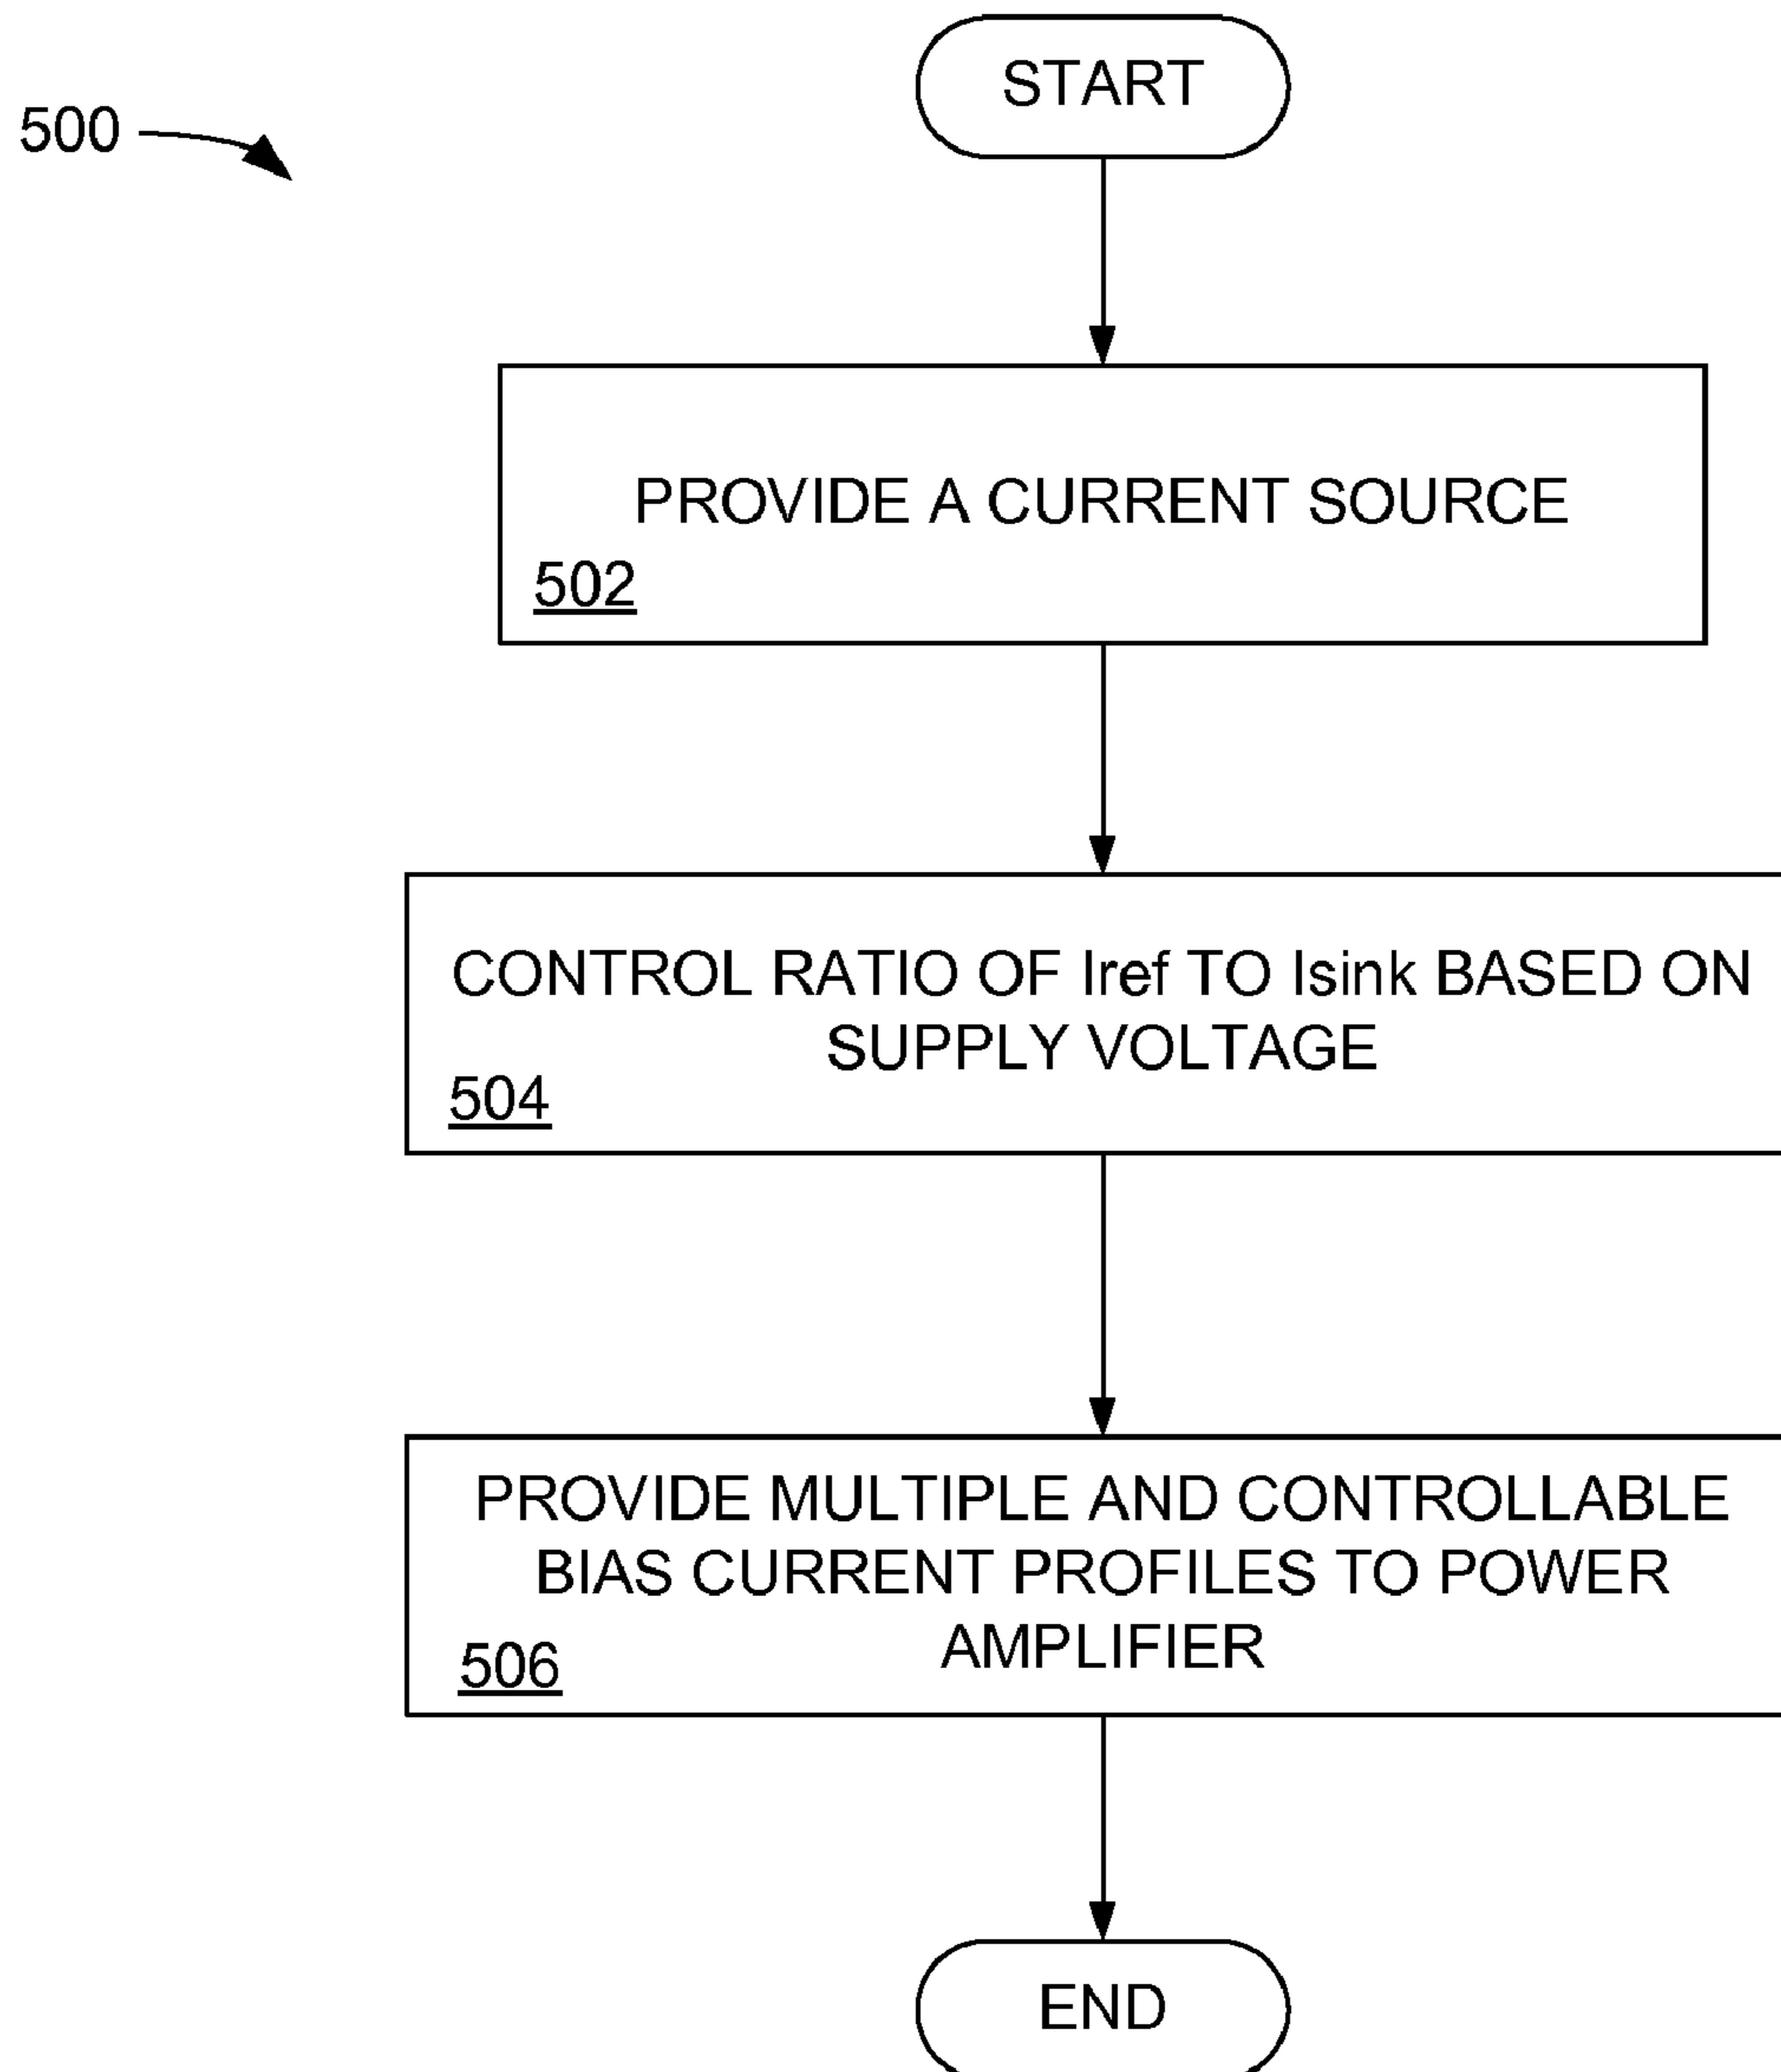 START
500
PROVIDE A CURRENT SOURCE
502
CONTROL RATIO OF Iref TO Isink BASED ON
SUPPLY VOLTAGE
504
PROVIDE MULTIPLE AND CONTROLLABLE
BIAS CURRENT PROFILES TO POWER
AMPLIFIER
506
END